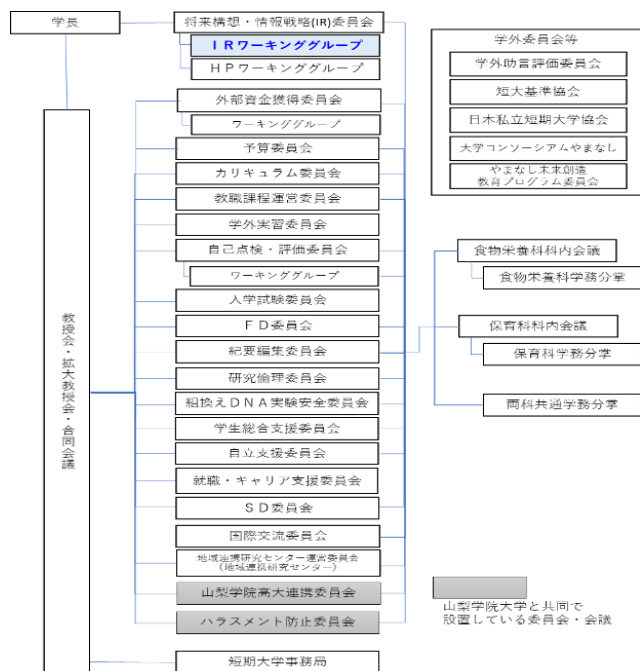 学長
将来構想・情報戦略(IR)委員会
ＩＲワーキンググループ
ＨＰワーキンググループ
外部資金獲得委員会
ワーキンググループ
予算委員会
カリキュラム委員会
教職課程運営委員会
学外実習委員会
自己点検・評価委員会
ワーキンググループ
入学試験委員会
ＦＤ委員会
紀要編集委員会
研究倫理委員会
組換えＤＮＡ実験安全委員会
学生総合支援委員会
自立支援委員会
就職・キャリア支援委員会
ＳＤ委員会
国際交流委員会
地域連携研究センター運営委員会
（地域連携研究センター）
山梨学院高大連携委員会
ハラスメント防止委員会
短期大学事務局
教授会・拡大教授会・合同会議
学外委員会等
学外助言評価委員会
短大基準協会
日本私立短期大学協会
大学コンソーシアムやまなし
やまなし未来創造
教育プログラム委員会
食物栄養科科内会議
食物栄養科学務分掌
保育科科内会議
保育科学務分掌
両科共通学務分掌
山梨学院大学と共同で
設置している委員会・会議